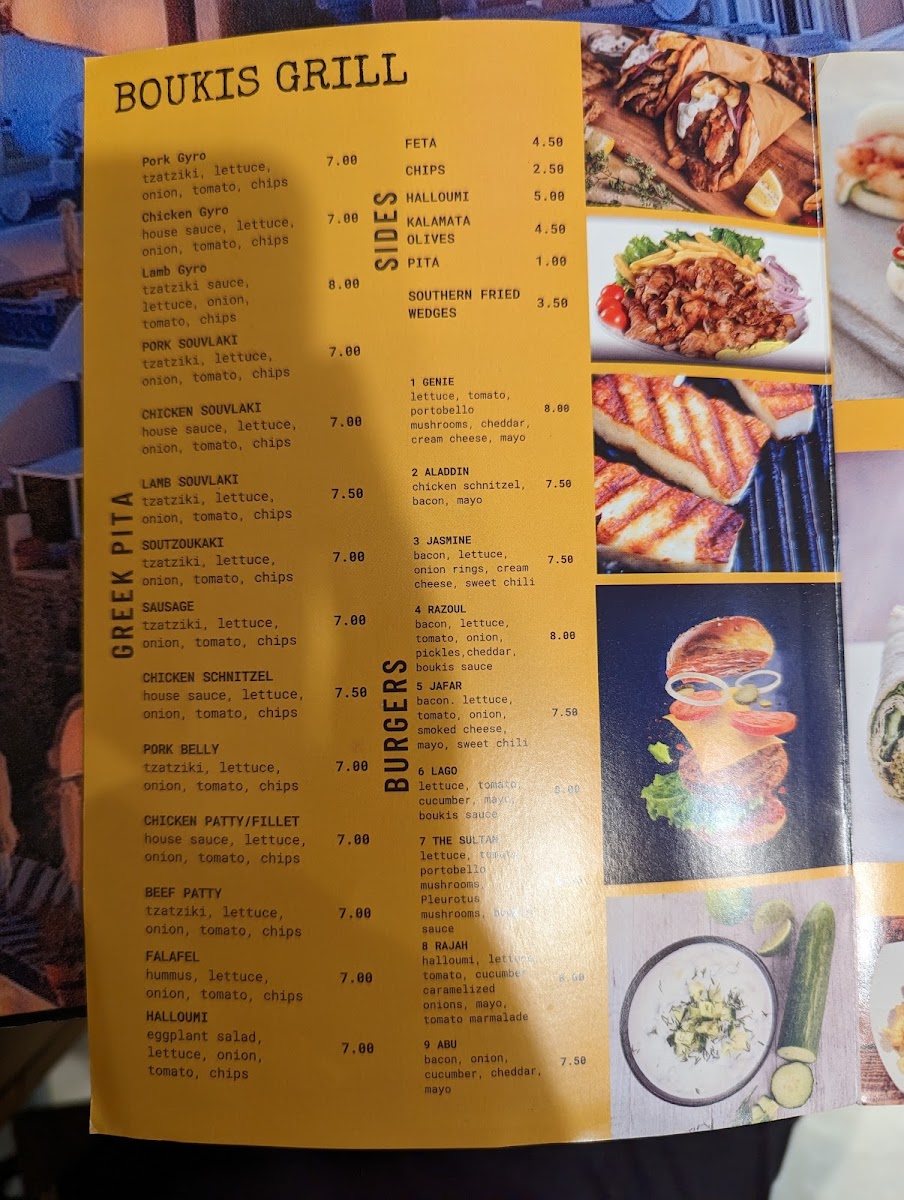 BOUKIS GRILL
GREEK PITA
Pork Gyro 7.00
tzatziki, lettuce,
onion, tomato, chips
Chicken Gyro 7.00
house sauce, lettuce,
onion, tomato, chips
Lamb Gyro
tzatziki sauce, 8.00
lettuce, onion,
tomato, chips
PORK SOUVLAKI 7.00
tzatziki, lettuce,
onion, tomato, chips
CHICKEN SOUVLAKI
house sauce, lettuce, 7.00
onion, tomato, chips
LAMB SOUVLAKI
tzatziki, lettuce, 7.50
onion, tomato, chips
SOUTZOUKAKI
tzatziki, lettuce, 7.00
onion, tomato, chips
SAUSAGE
tzatziki, lettuce, 7.00
onion, tomato, chips
CHICKEN SCHNITZEL
house sauce, lettuce, 7.50
onion, tomato, chips
PORK BELLY
tzatziki, lettuce, 7.00
onion, tomato, chips
CHICKEN PATTY/FILLET
house sauce, lettuce, 7.00
onion, tomato, chips
BEEF PATTY
tzatziki, lettuce, 7.00
onion, tomato, chips
FALAFEL
hummus, lettuce, 7.00
onion, tomato, chips
HALLOUMI
eggplant salad,
lettuce, onion, 7.00
tomato, chips
SIDES
FETA 4.50
CHIPS 2.50
HALLOUMI 5.00
KALAMATA
OLIVES 4.50
PITA 1.00
SOUTHERN FRIED
WEDGES 3.50
BURGERS
1 GENIE
lettuce, tomato,
portobello 8.00
mushrooms, cheddar,
cream cheese, mayo
2 ALADDIN
chicken schnitzel, 7.50
bacon, mayo
3 JASMINE
bacon, lettuce,
onion rings, cream 7.50
cheese, sweet chili
4 RAZOUL
bacon, lettuce,
tomato, onion, 8.00
pickles,cheddar,
boukis sauce
5 JAFAR
bacon. lettuce,
tomato, onion, 7.50
smoked cheese,
mayo, sweet chili
6 LAGO
lettuce, tomato,
cucumber, mayo,
boukis sauce
7 THE SULTAN
lettuce, tomato,
portobello
mushrooms,
Pleurotus
mushrooms,
sauce
8 RAJAH
halloumi, lettuce,
tomato, cucumber,
caramelized
onions, mayo,
tomato marmalade
9 ABU
bacon, onion, 7.50
cucumber, cheddar,
mayo